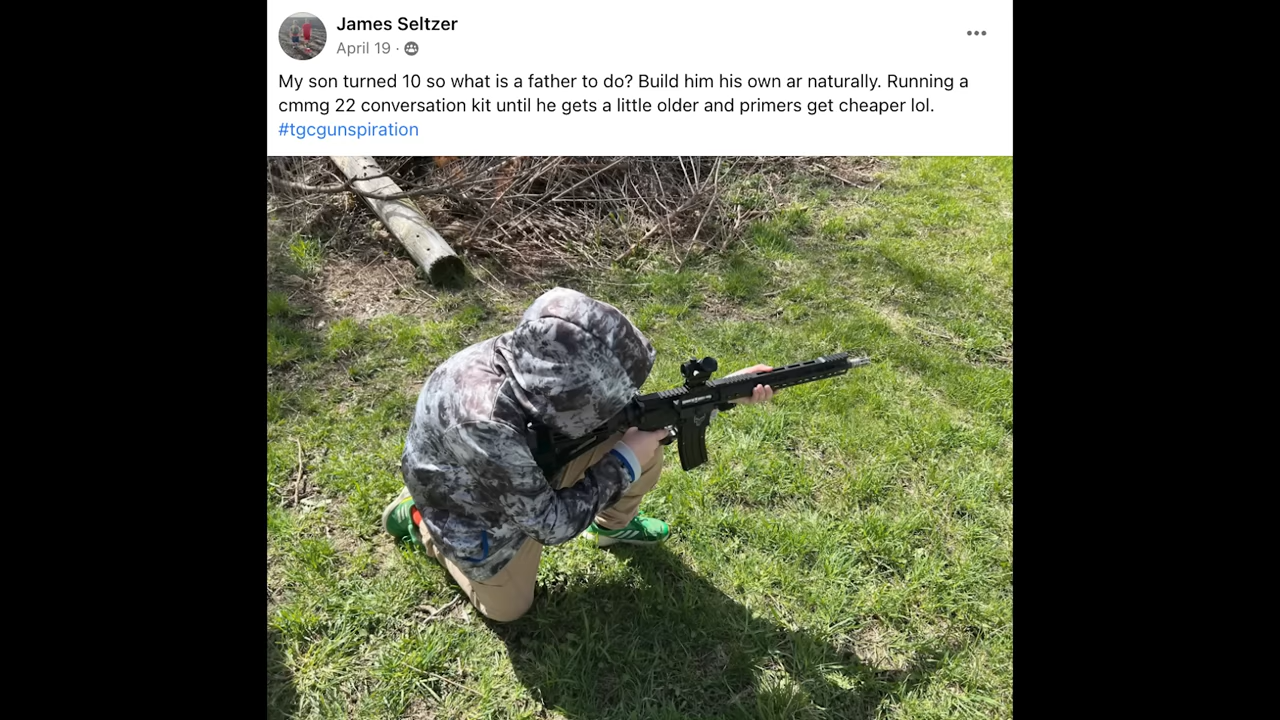 James Seltzer
April 19 ·
My son turned 10 so what is a father to do? Build him his own ar naturally. Running a
cmmg 22 conversation kit until he gets a little older and primers get cheaper lol.
#tgcgunspiration